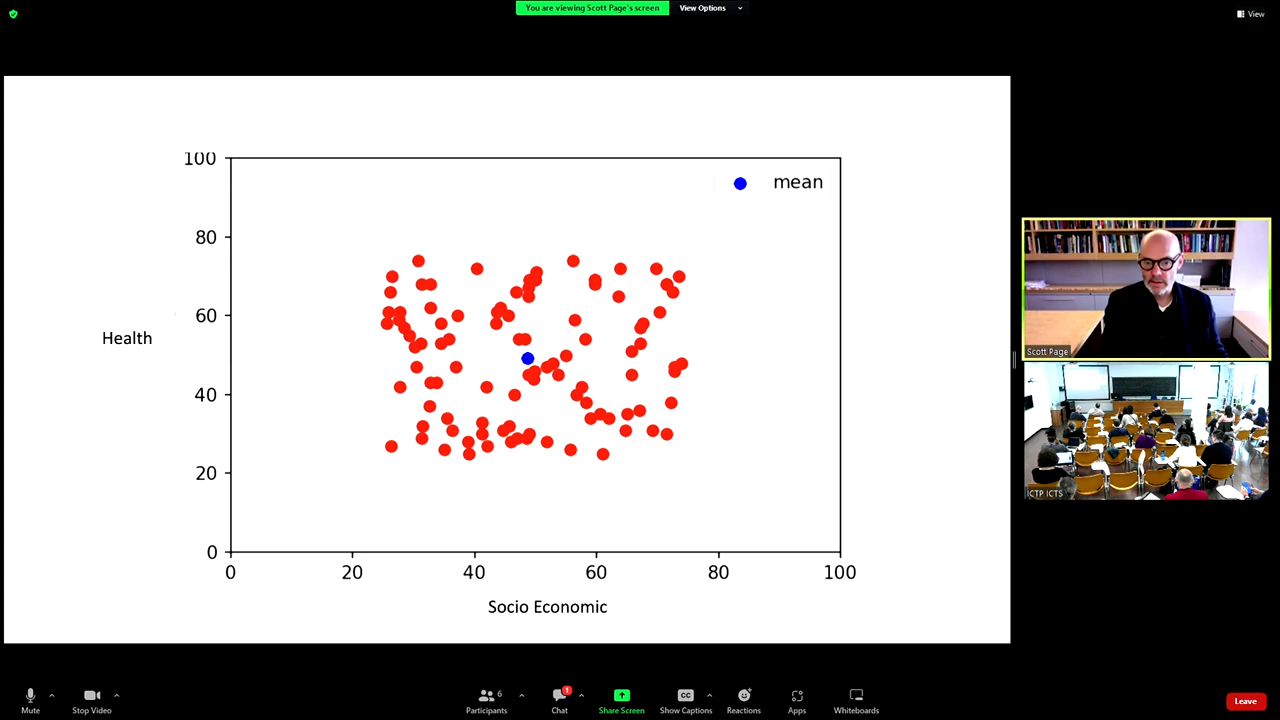 You are viewing Scott Page's screen
View Options
View
100
mean
80
60
Health
40
20
0
0 20 40 60 80 100
Socio Economic
Scott Page
ICTP ICTS
Mute
Stop Video
Participants
6
Chat
1
Share Screen
CC
Show Captions
Reactions
Apps
Whiteboards
Leave